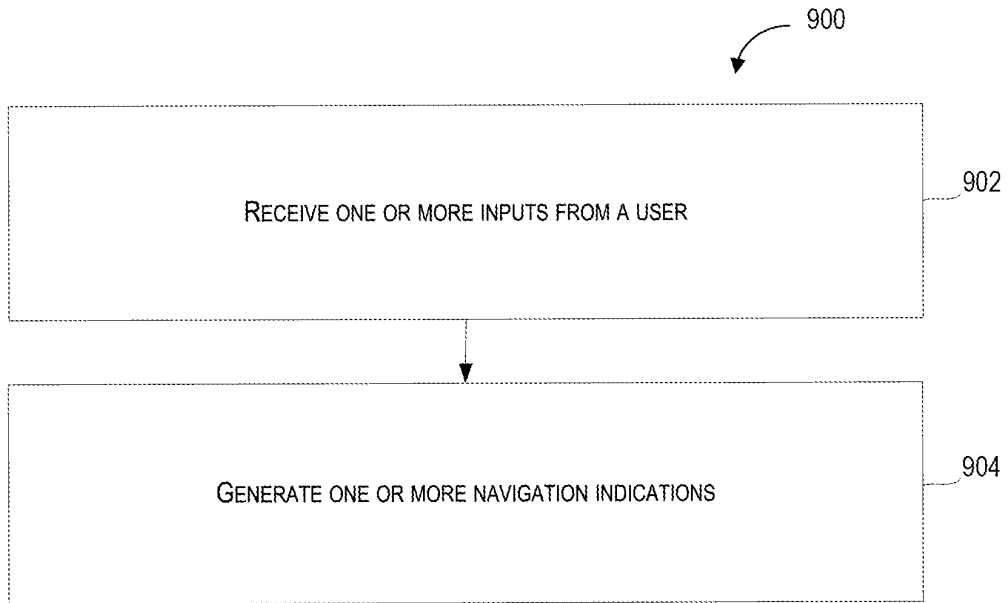 900
RECEIVE ONE OR MORE INPUTS FROM A USER
902
GENERATE ONE OR MORE NAVIGATION INDICATIONS
904